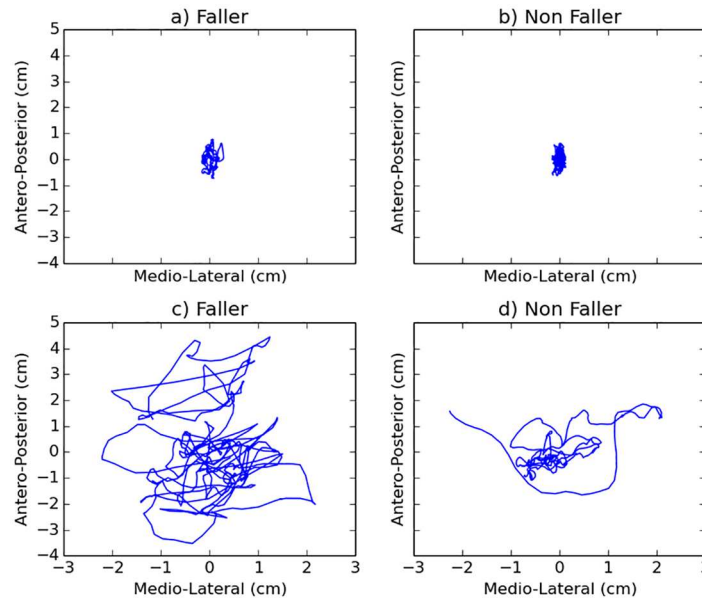 a) Faller
b) Non Faller
5
4
3
2
1
0
−1
−2
−3
−4
Antero-Posterior (cm)
Antero-Posterior (cm)
Medio-Lateral (cm)
Medio-Lateral (cm)
c) Faller
d) Non Faller
5
4
3
2
1
0
−1
−2
−3
−4
Antero-Posterior (cm)
Antero-Posterior (cm)
−3 −2 −1 0 1 2 3
−3 −2 −1 0 1 2 3
Medio-Lateral (cm)
Medio-Lateral (cm)